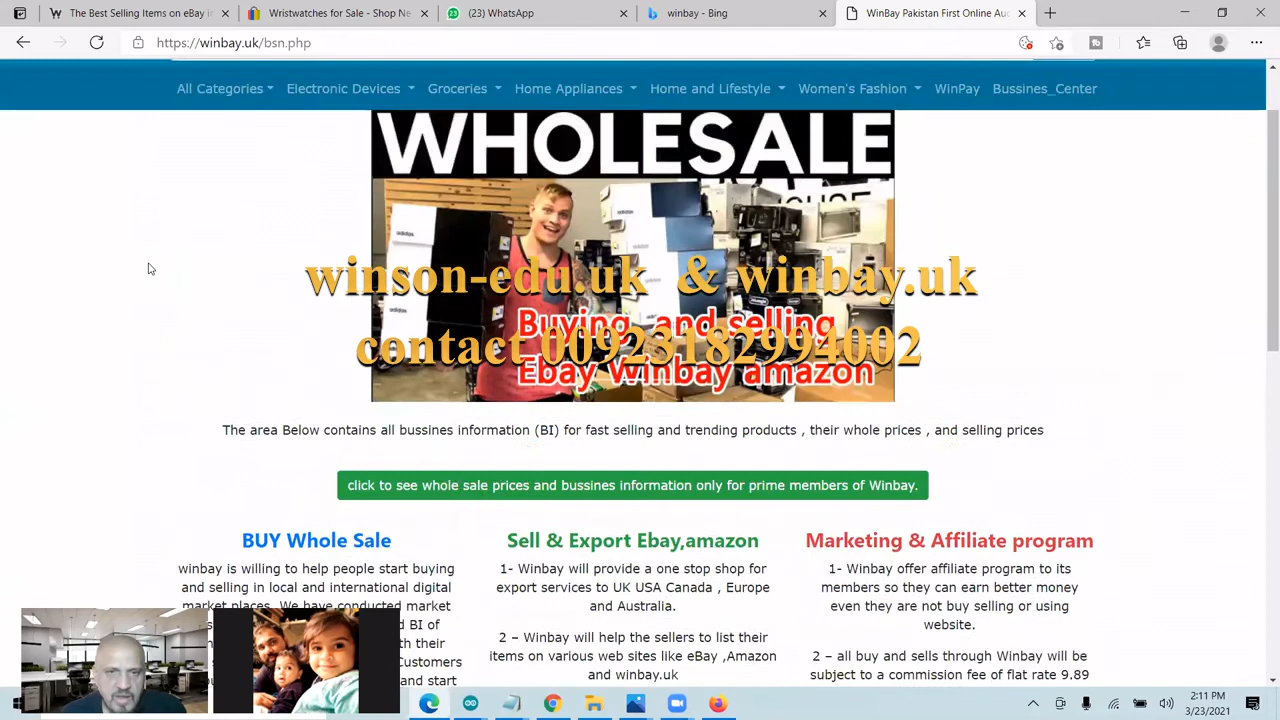 The Best Selling Items on eBay i
Wristwatches for Sale - Shop Ne
(23) WhatsApp
winbay - Bing
WinBay Pakistan First Online Auc
https://winbay.uk/bsn.php
All Categories
Electronic Devices
Groceries
Home Appliances
Home and Lifestyle
Women's Fashion
WinPay
Bussines_Center
WHOLESALE
winson-edu.uk & winbay.uk
Buying and selling
contact 00923182994002
Ebay Winbay amazon
The area Below contains all bussines information (BI) for fast selling and trending products , their whole prices , and selling prices
click to see whole sale prices and bussines information only for prime members of Winbay.
BUY Whole Sale
winbay is willing to help people start buying
and selling in local and international digital
market places. We have conducted market
d BI of
th their
Customers
and start
Sell & Export Ebay,amazon
1- Winbay will provide a one stop shop for
export services to UK USA Canada , Europe
and Australia.
2 – Winbay will help the sellers to list their
items on various web sites like eBay ,Amazon
and winbay.uk
Marketing & Affiliate program
1- Winbay offer affiliate program to its
members so they can earn better money
even they are not buy selling or using
website.
2 – all buy and sells through Winbay will be
subject to a commission fee of flat rate 9.89
2:11 PM
3/23/2021